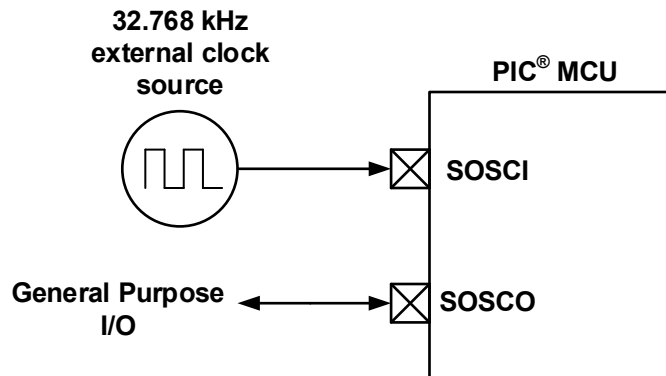 32.768 kHz
external clock
source
PIC® MCU
SOSCI
General Purpose
I/O
SOSCO